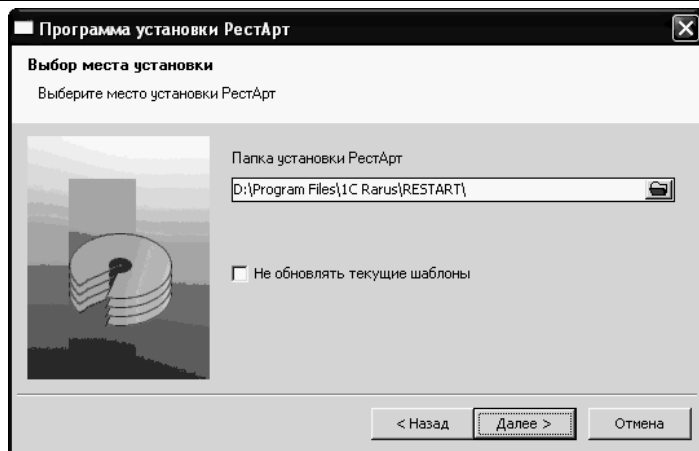 Программа установки РестАрт
Выбор места установки
Выберите место установки РестАрт
Папка установки РестАрт
D:\Program Files\1C Rarus\RESTART\
Не обновлять текущие шаблоны
< Назад
Далее >
Отмена